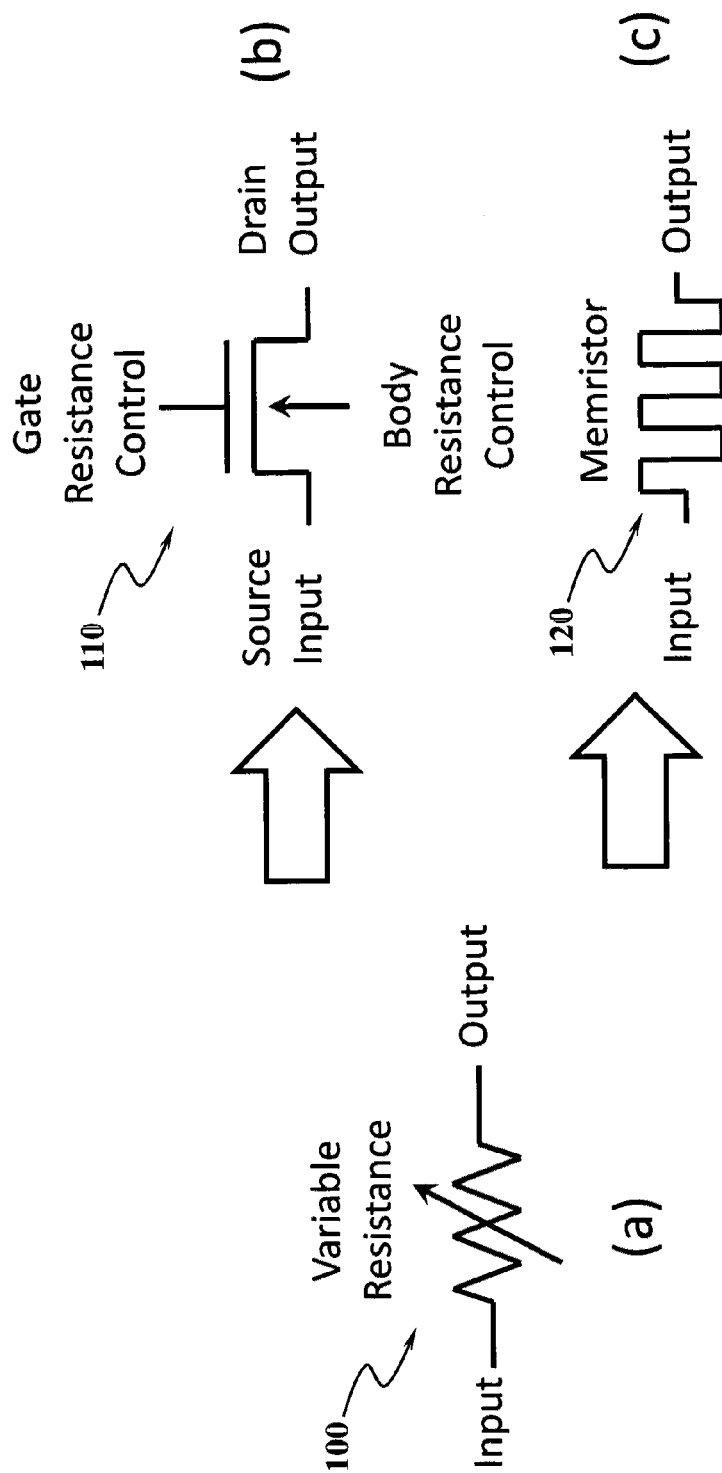 100
Variable
Resistance
Input
Output
(a)
110
Gate
Resistance
Control
Source
Input
Drain
Output
Body
Resistance
Control
(b)
120
Memristor
Input
Output
(c)